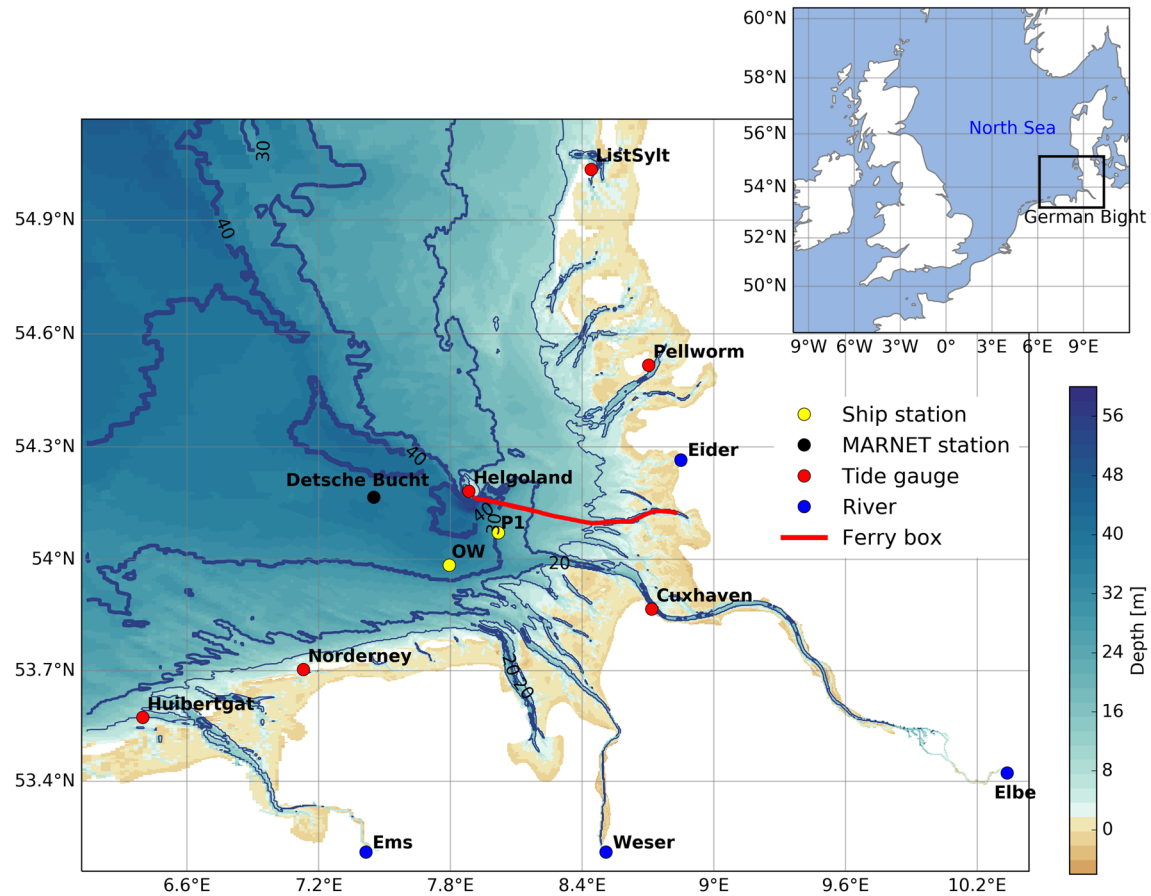 60°N
58°N
56°N
54°N
52°N
50°N
North Sea
German Bight
9°W 6°W 3°W 0° 3°E 6°E 9°E
54.9°N
54.6°N
54.3°N
54°N
53.7°N
53.4°N
30
40
ListSylt
Pellworm
Eider
40
Helgoland
Detsche Bucht
40
30
P1
OW
20
Cuxhaven
Norderney
20
20
Huibertgat
Elbe
Ems
Weser
6.6°E 7.2°E 7.8°E 8.4°E 9°E 9.6°E 10.2°E
Ship station
MARNET station
Tide gauge
River
Ferry box
56
48
40
32
24
16
8
0
Depth [m]